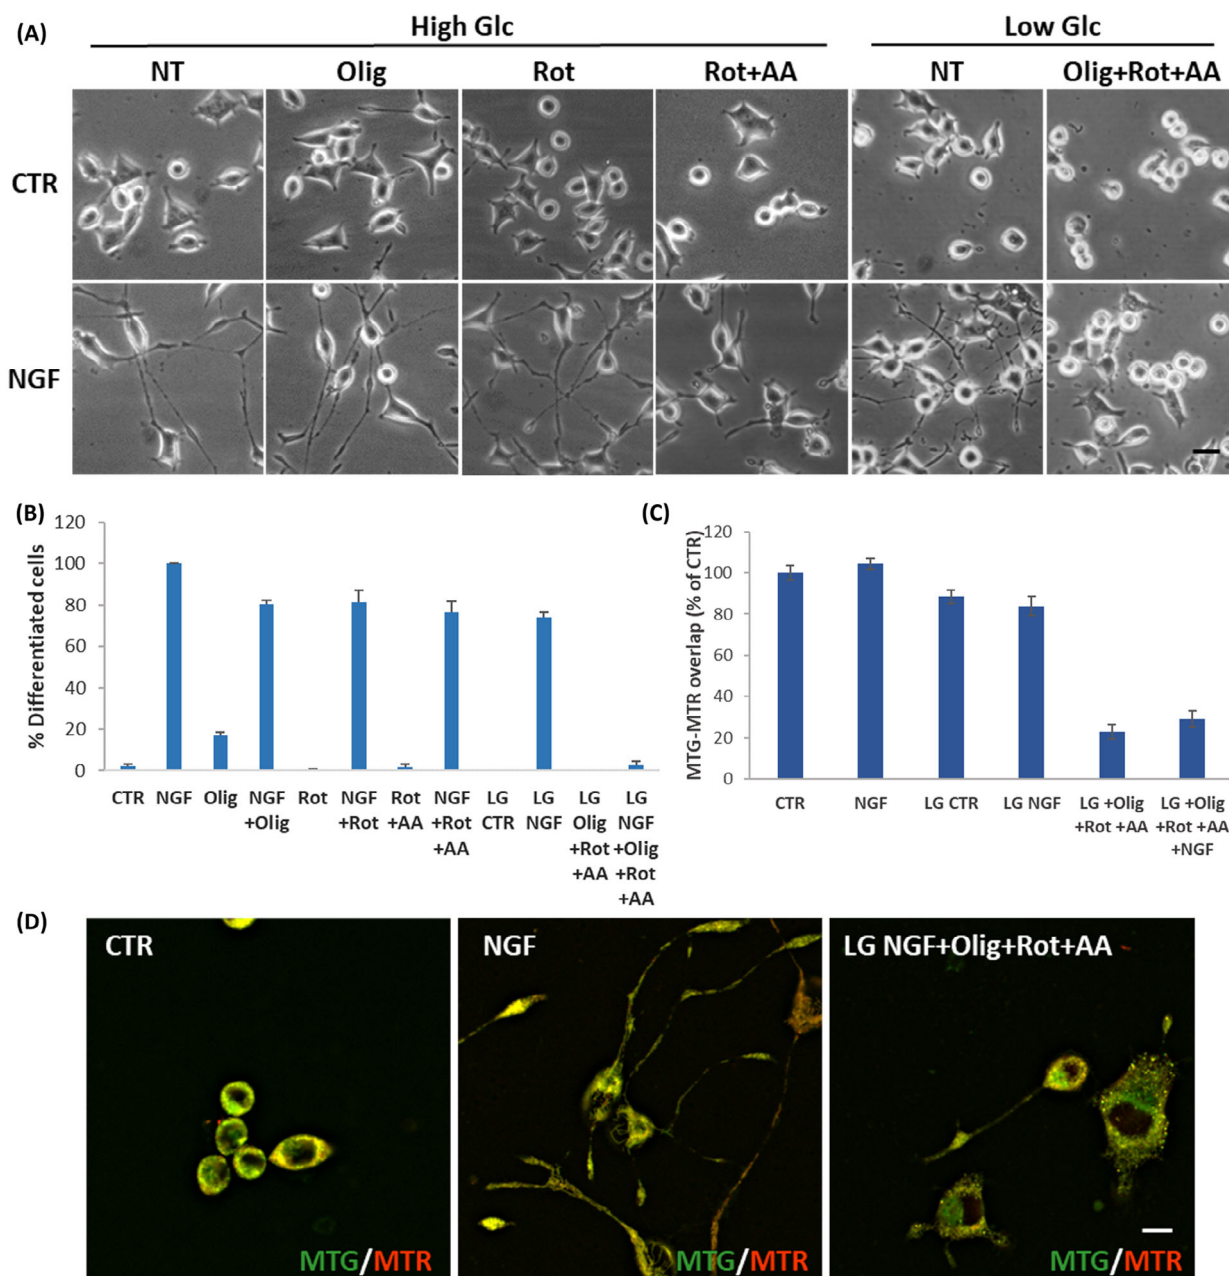 (A)
High Glc
Low Glc
NT Olig Rot Rot+AA NT Olig+Rot+AA
CTR
NGF
(B)
% Differentiated cells
120
100
80
60
40
20
0
CTR NGF Olig NGF Rot NGF Rot NGF LG LG LG LG
+Olig +Rot +AA +Rot CTR NGF Olig NGF
+AA +Rot +Olig
+AA +Rot
+AA
(C)
MTG-MTR overlap (% of CTR)
120
100
80
60
40
20
0
CTR NGF LG CTR LG NGF LG +Olig LG +Olig
+Rot +AA +Rot +AA
+NGF
(D)
CTR
MTG/MTR
NGF
MTG/MTR
LG NGF+Olig+Rot+AA
MTG/MTR